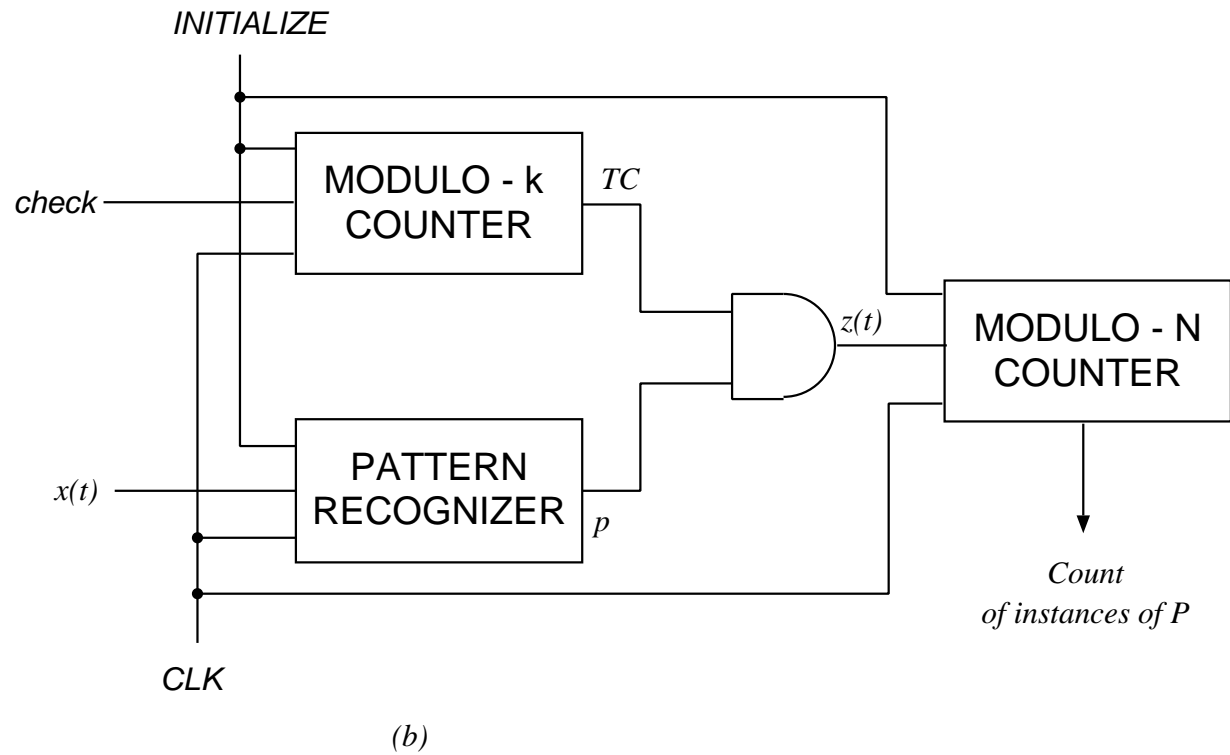 INITIALIZE
MODULO - k
COUNTER
TC
check
z(t)
MODULO - N
COUNTER
PATTERN
RECOGNIZER
x(t)
p
Count
of instances of P
CLK
(b)